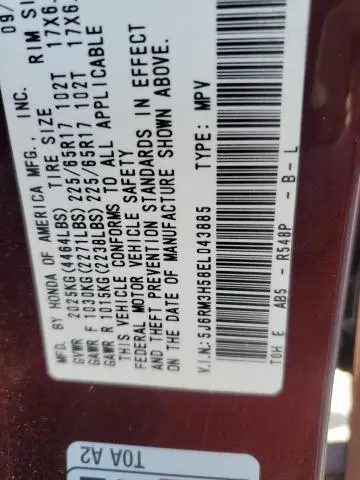 MFD. BY HONDA OF AMERICA MFG., INC. 09/
GVWR 2025KG(4464LBS) TIRE SIZE RIM SI
GAWR F 1030KG(2271LBS) 225/65R17 102T 17X6.
GAWR R 1015KG(2238LBS) 225/65R17 102T 17X6.
THIS VEHICLE CONFORMS TO ALL APPLICABLE
FEDERAL MOTOR VEHICLE SAFETY
AND THEFT PREVENTION STANDARDS IN EFFECT
ON THE DATE OF MANUFACTURE SHOWN ABOVE.
V.I.N.:5J6RM3H58EL043885 TYPE: MPV
T0H E AB5 - R548P - B - L
T0A A2